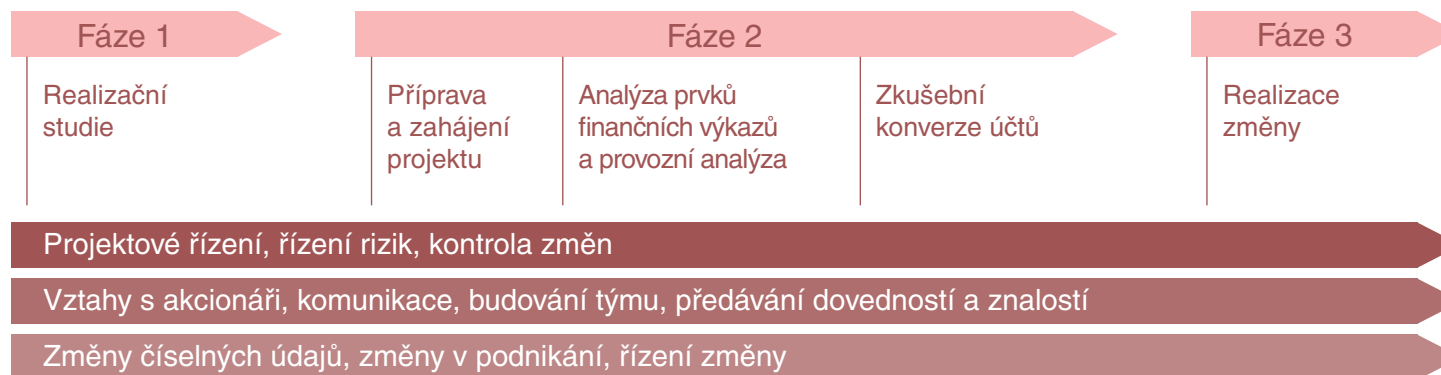 Fáze 1
Fáze 2
Fáze 3
Realizační
studie
Příprava
a zahájení
projektu
Analýza prvků
finančních výkazů
a provozní analýza
Zkušební
konverze účtů
Realizace
změny
Projektové řízení, řízení rizik, kontrola změn
Vztahy s akcionáři, komunikace, budování týmu, předávání dovedností a znalostí
Změny číselných údajů, změny v podnikání, řízení změny